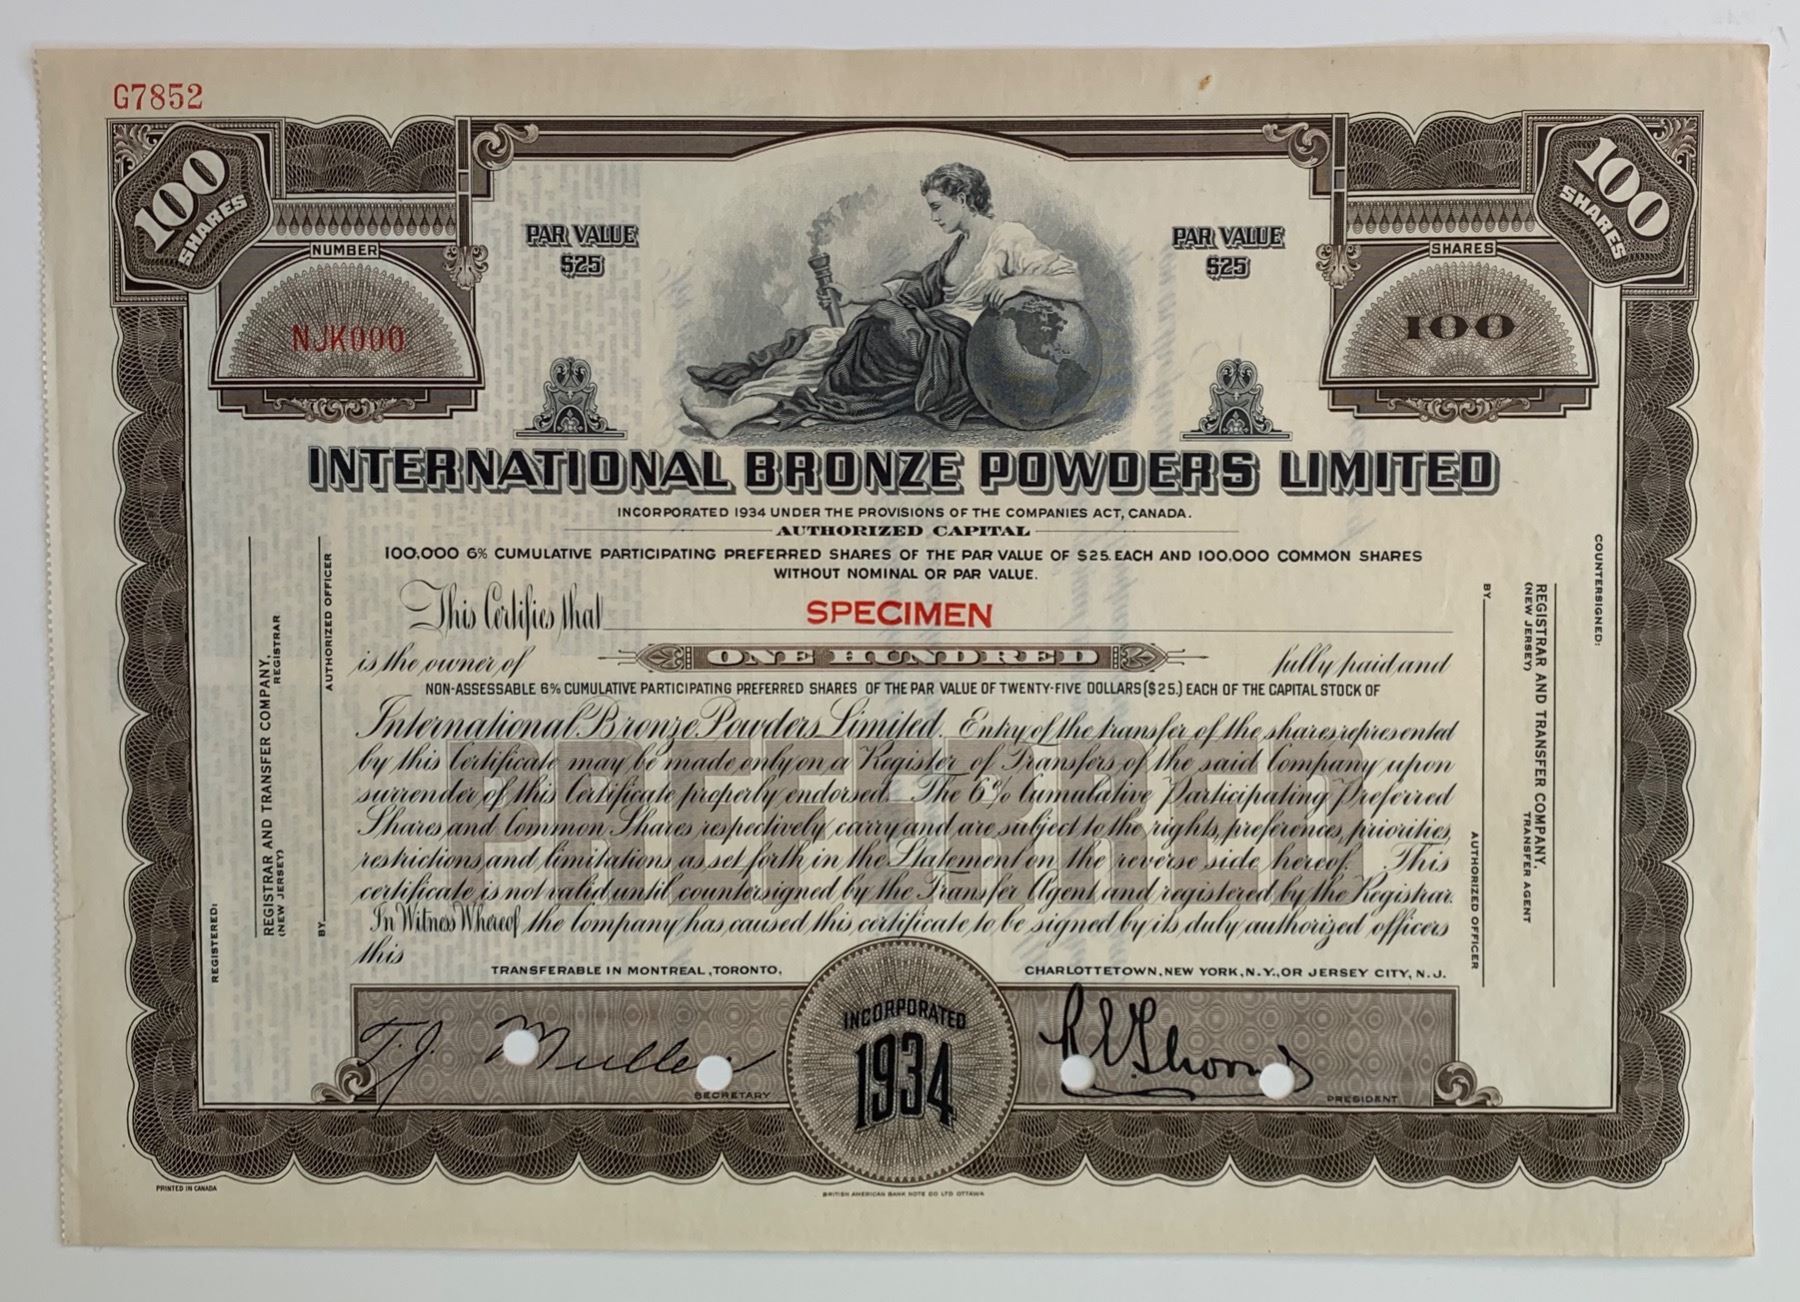 G7852
100 SHARES
100 SHARES
NUMBER
NJK000
PAR VALUE
$25
PAR VALUE
$25
SHARES
100
INTERNATIONAL BRONZE POWDERS LIMITED
INCORPORATED 1934 UNDER THE PROVISIONS OF THE COMPANIES ACT, CANADA.
AUTHORIZED CAPITAL
100,000 6% CUMULATIVE PARTICIPATING PREFERRED SHARES OF THE PAR VALUE OF $25. EACH AND 100,000 COMMON SHARES
WITHOUT NOMINAL OR PAR VALUE.
This Certifies that SPECIMEN
is the owner of ONE HUNDRED fully paid and
NON-ASSESSABLE 6% CUMULATIVE PARTICIPATING PREFERRED SHARES OF THE PAR VALUE OF TWENTY-FIVE DOLLARS ($25.) EACH OF THE CAPITAL STOCK OF
International Bronze Powders Limited. Entry of the transfer of the shares represented
by this Certificate may be made only on a Register of Transfers of the said Company upon
surrender of this Certificate properly endorsed. The 6% Cumulative Participating Preferred
Shares and Common Shares respectively carry and are subject to the rights, preferences, priorities,
restrictions and limitations as set forth in the Statement on the reverse side hereof. This
certificate is not valid until countersigned by the Transfer Agent and registered by the Registrar.
In Witness Whereof the Company has caused this certificate to be signed by its duly authorized officers
this
PREFERRED
TRANSFERABLE IN MONTREAL, TORONTO, CHARLOTTETOWN, NEW YORK, N.Y., OR JERSEY CITY, N.J.
T. J. Muller
SECRETARY
INCORPORATED
1934
PRESIDENT
REGISTERED:
REGISTRAR AND TRANSFER COMPANY,
(NEW JERSEY)
REGISTRAR
BY
AUTHORIZED OFFICER
COUNTERSIGNED:
REGISTRAR AND TRANSFER COMPANY,
(NEW JERSEY)
TRANSFER AGENT
BY
AUTHORIZED OFFICER
PRINTED IN CANADA
BRITISH AMERICAN BANK NOTE CO LTD OTTAWA